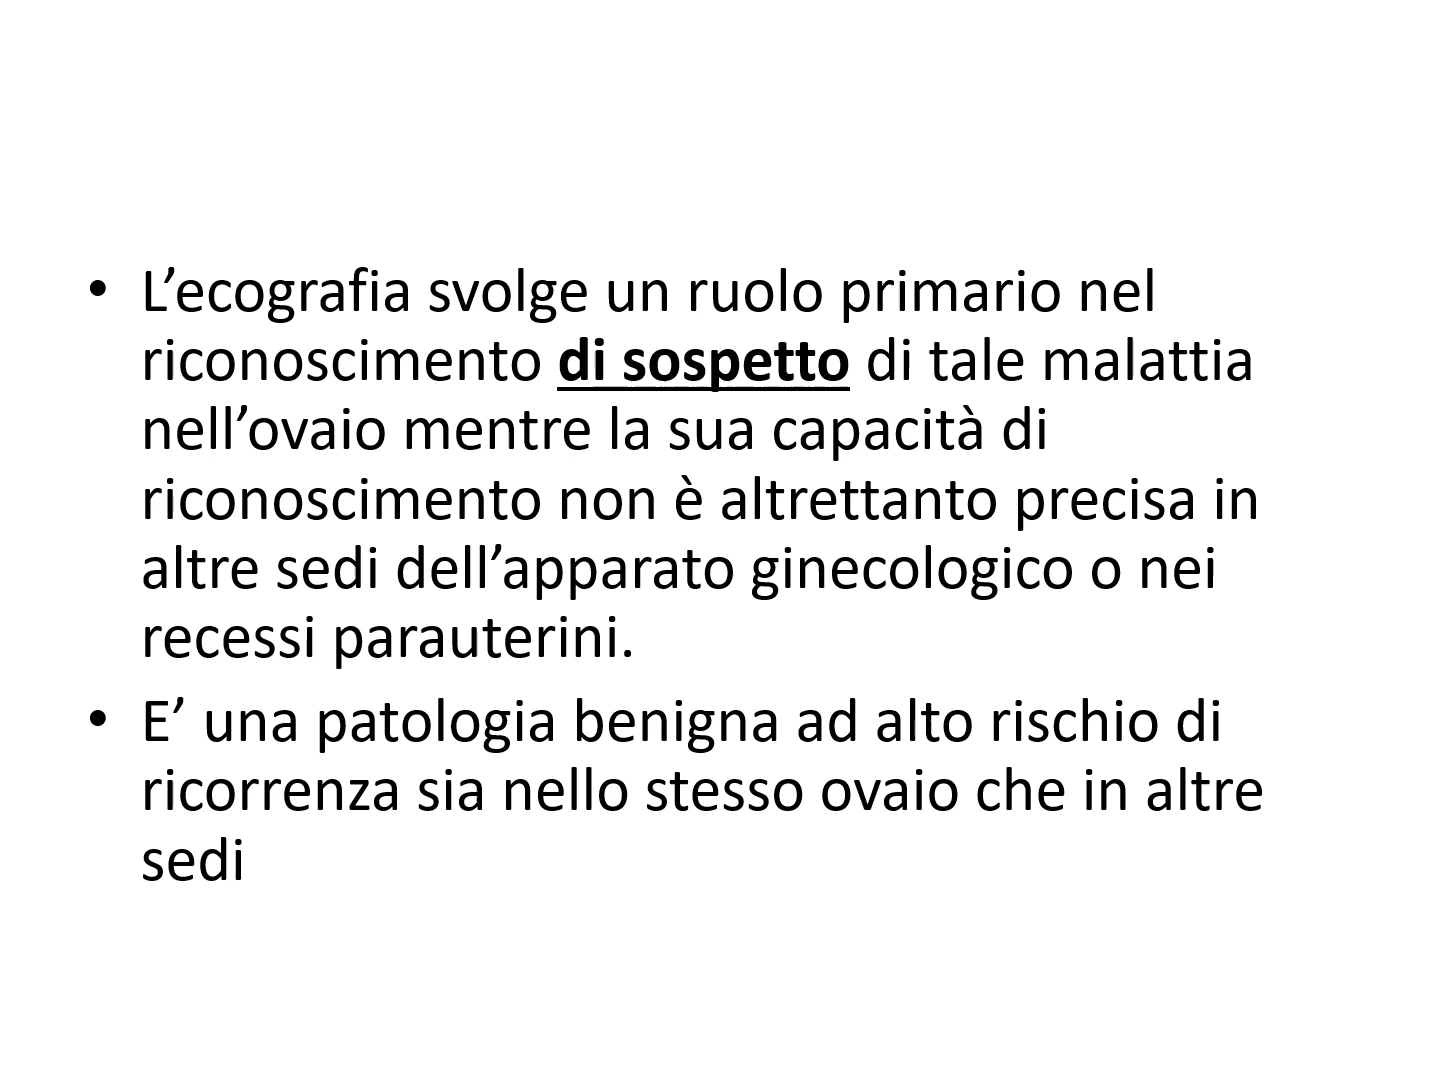 • L’ecografia svolge un ruolo primario nel
riconoscimento di sospetto di tale malattia
nell’ovaio mentre la sua capacità di
riconoscimento non è altrettanto precisa in
altre sedi dell’apparato ginecologico o nei
recessi parauterini.
• E’ una patologia benigna ad alto rischio di
ricorrenza sia nello stesso ovaio che in altre
sedi